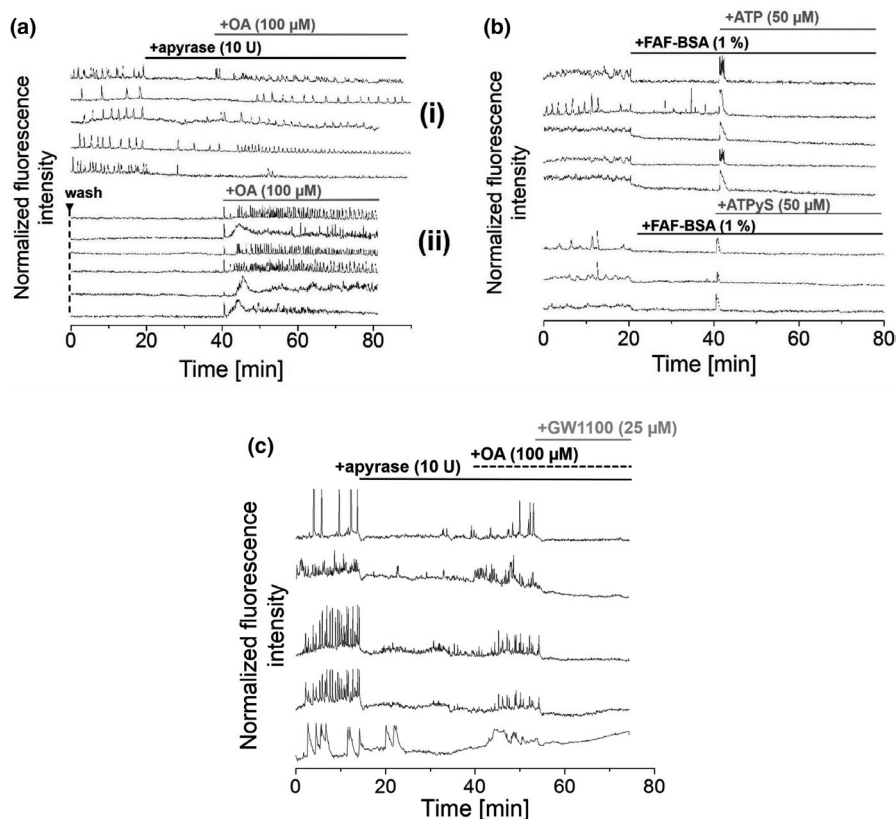 (a)
+OA (100 µM)
+apyrase (10 U)
(i)
wash
+OA (100 µM)
(ii)
Normalized fluorescence
intensity
0 20 40 60 80
Time [min]
(b)
+ATP (50 µM)
+FAF-BSA (1 %)
+ATPyS (50 µM)
+FAF-BSA (1 %)
Normalized fluorescence
intensity
0 20 40 60 80
Time [min]
(c)
+GW1100 (25 µM)
+OA (100 µM)
+apyrase (10 U)
Normalized fluorescence
intensity
0 20 40 60 80
Time [min]